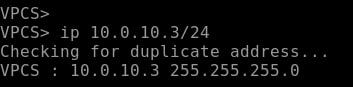 VPCS>
VPCS> ip 10.0.10.3/24
Checking for duplicate address...
VPCS : 10.0.10.3 255.255.255.0